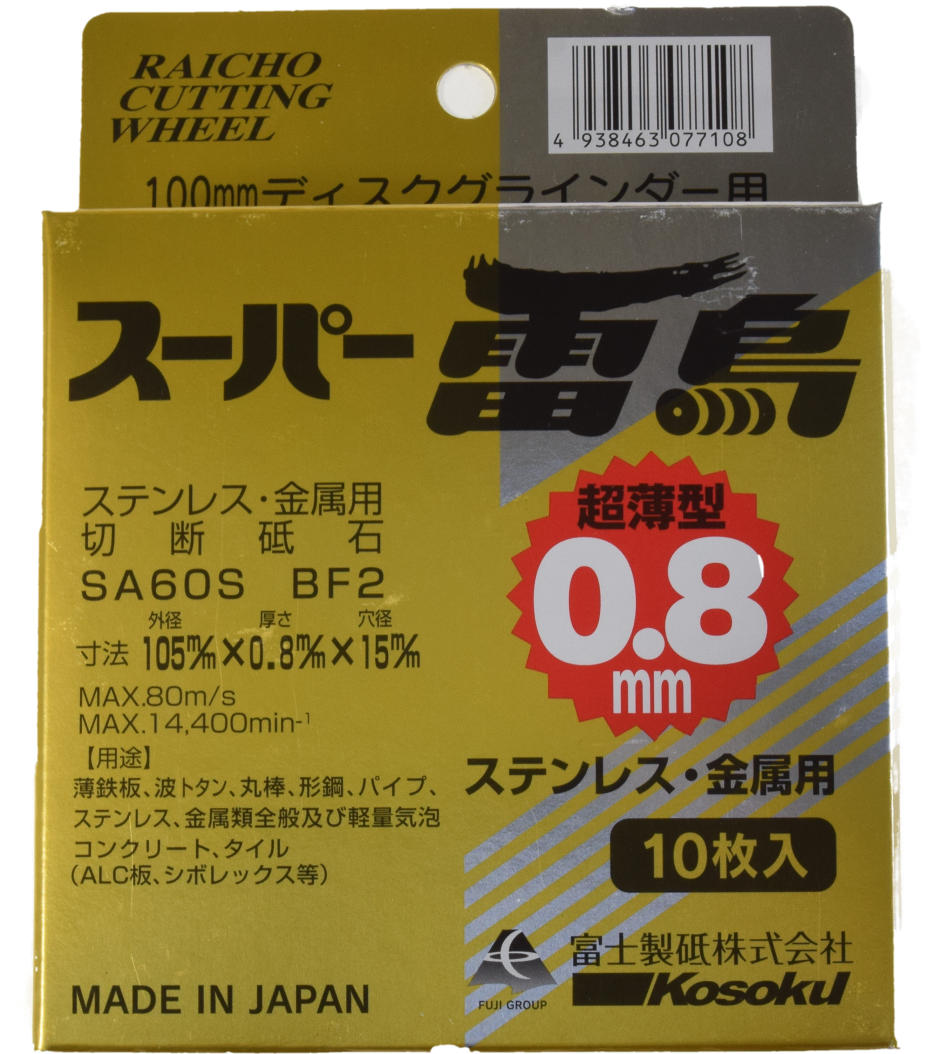 RAICHO
CUTTING
WHEEL
4 938463 077108
100mmディスクグラインダー用
スーパー雷鳥
ステンレス・金属用
切断砥石
SA60S BF2
外径 厚さ 穴径
寸法 105m/m×0.8m/m×15m/m
MAX.80m/s
MAX.14,400min-1
【用途】
薄鉄板、波トタン、丸棒、形鋼、パイプ、
ステンレス、金属類全般及び軽量気泡
コンクリート、タイル
(ALC板、シボレックス等)
MADE IN JAPAN
超薄型
0.8
mm
ステンレス・金属用
10枚入
FUJI GROUP
富士製砥株式会社
Kosoku